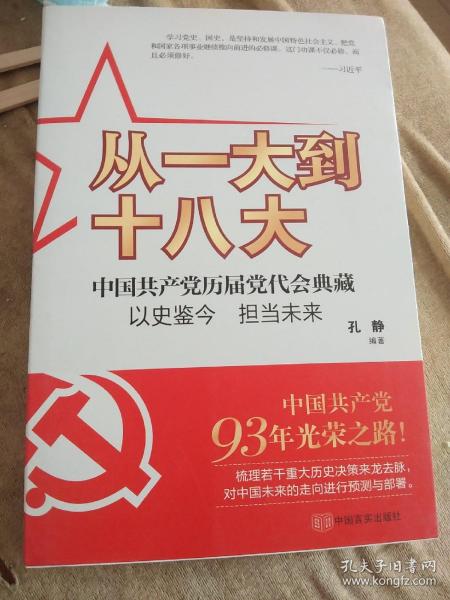 学习党史、国史，是坚持和发展中国特色社会主义、把党
和国家各项事业继续推向前进的必修课。这门功课不仅必修，而
且必须修好。
——习近平
从一大到
十八大
中国共产党历届党代会典藏
以史鉴今 担当未来
孔静
编著
中国共产党
93年光荣之路！
梳理若干重大历史决策来龙去脉，
对中国未来的走向进行预测与部署。
中国言实出版社
孔夫子旧书网
www.kongfz.com